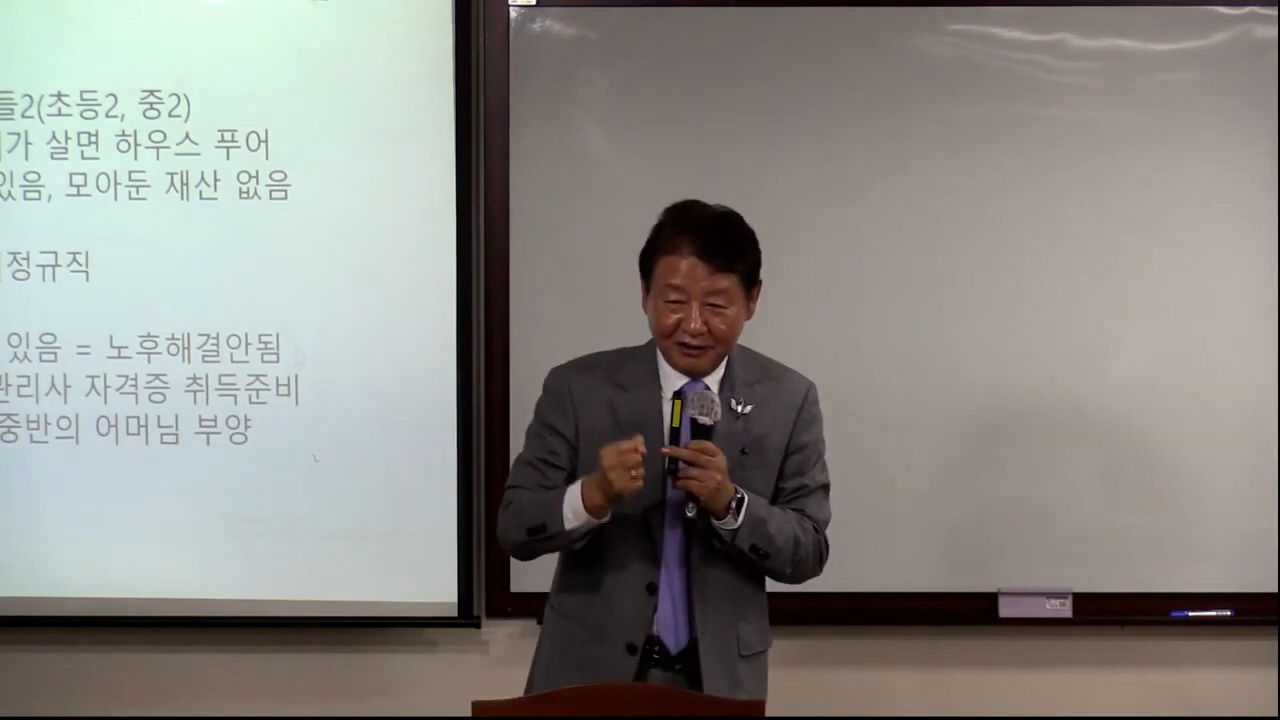 들2(초등2, 중2)
가 살면 하우스 푸어
있음, 모아둔 재산 없음
정규직
있음 = 노후해결안됨
관리사 자격증 취득준비
중반의 어머님 부양